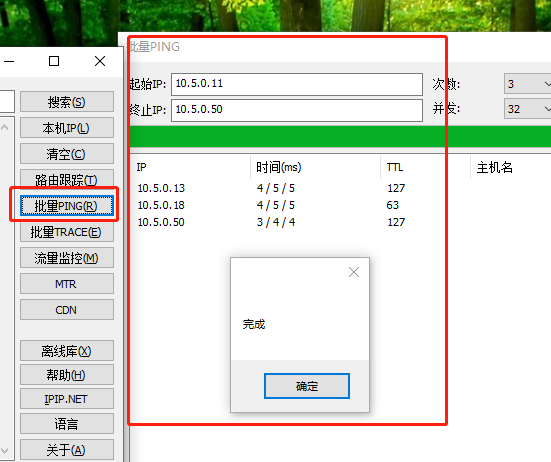 批量PING
起始IP: 10.5.0.11 次数: 3
终止IP: 10.5.0.50 并发: 32
搜索(S)
本机IP(L)
清空(C)
路由跟踪(T)
批量PING(R)
批量TRACE(E)
流量监控(M)
MTR
CDN
离线库(X)
帮助(H)
IPIP.NET
语言
关于(A)
IP 时间(ms) TTL 主机名
10.5.0.13 4 / 5 / 5 127
10.5.0.18 4 / 5 / 5 63
10.5.0.50 3 / 4 / 4 127
完成
确定